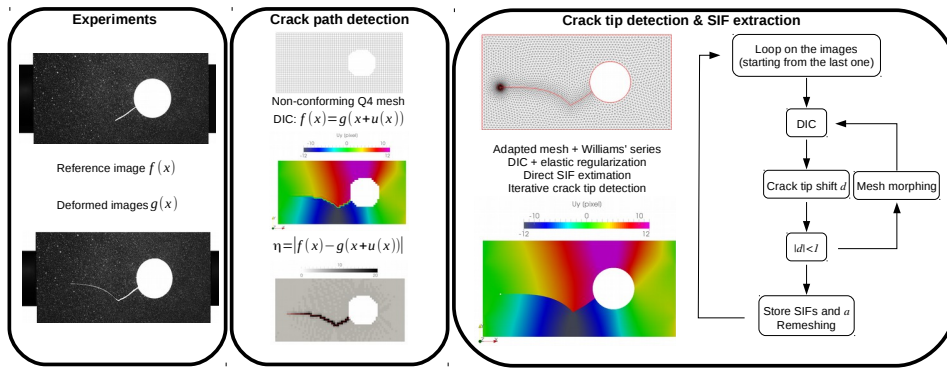 Experiments
Reference image f(x)
Deformed images g(x)
Crack path detection
Non-conforming Q4 mesh
DIC: f(x)=g(x+u(x))
Uy (pixel)
-10 0 10
-12 12
η=|f(x)−g(x+u(x))|
Crack tip detection & SIF extraction
Adapted mesh + Williams' series
DIC + elastic regularization
Direct SIF extimation
Iterative crack tip detection
Uy (pixel)
-10 0 10
-12 12
Loop on the images
(starting from the last one)
DIC
Crack tip shift d
Mesh morphing
|d|<1
Store SIFs and a
Remeshing